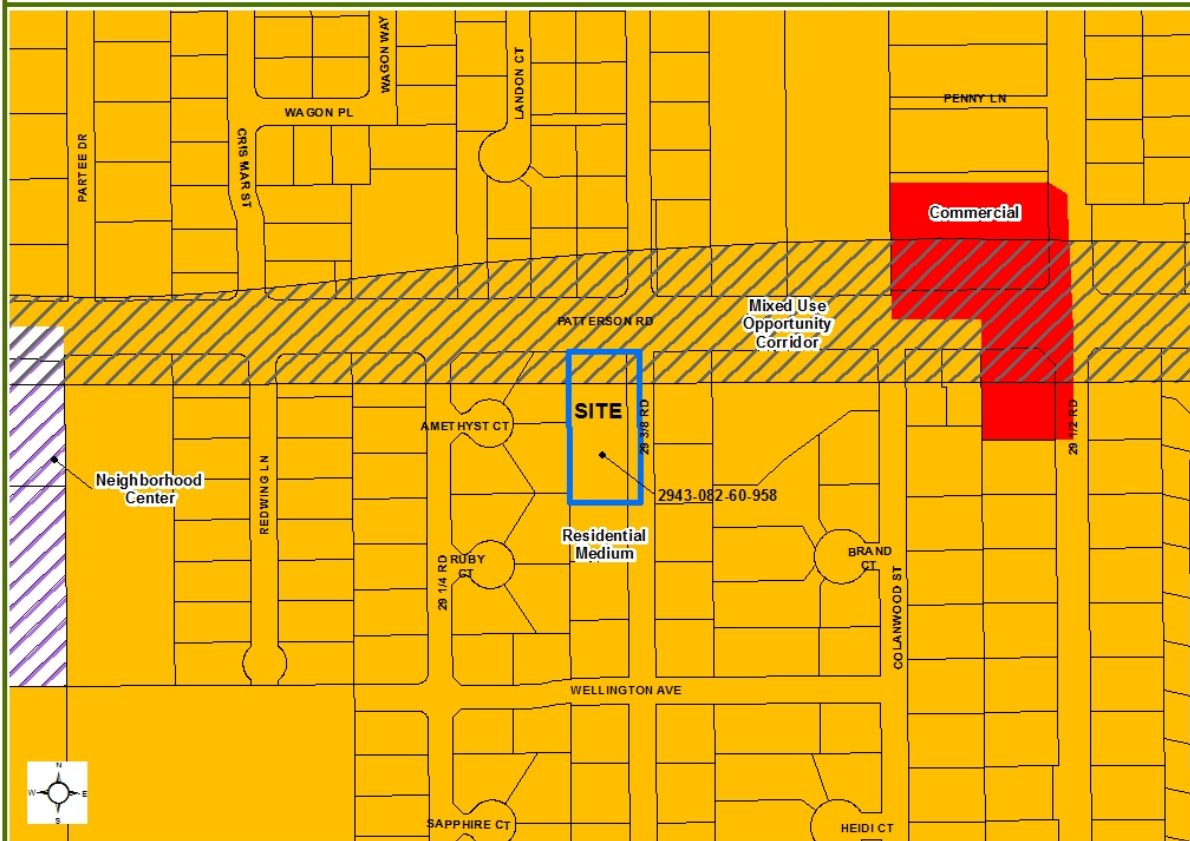 WAGON WAY
LANDON CT
PENNY LN
WAGON PL
PARTEE DR
CRIS MAR ST
Commercial
Mixed Use
Opportunity
Corridor
PATTERSON RD
SITE
29 3/8 RD
29 1/2 RD
AMETHYST CT
REDWING LN
Neighborhood
Center
2943-082-60-958
Residential
Medium
29 1/4 RD
RUBY
CT
BRAND
CT
COLANWOOD ST
WELLINGTON AVE
N
W
E
S
SAPPHIRE CT
HEIDI CT